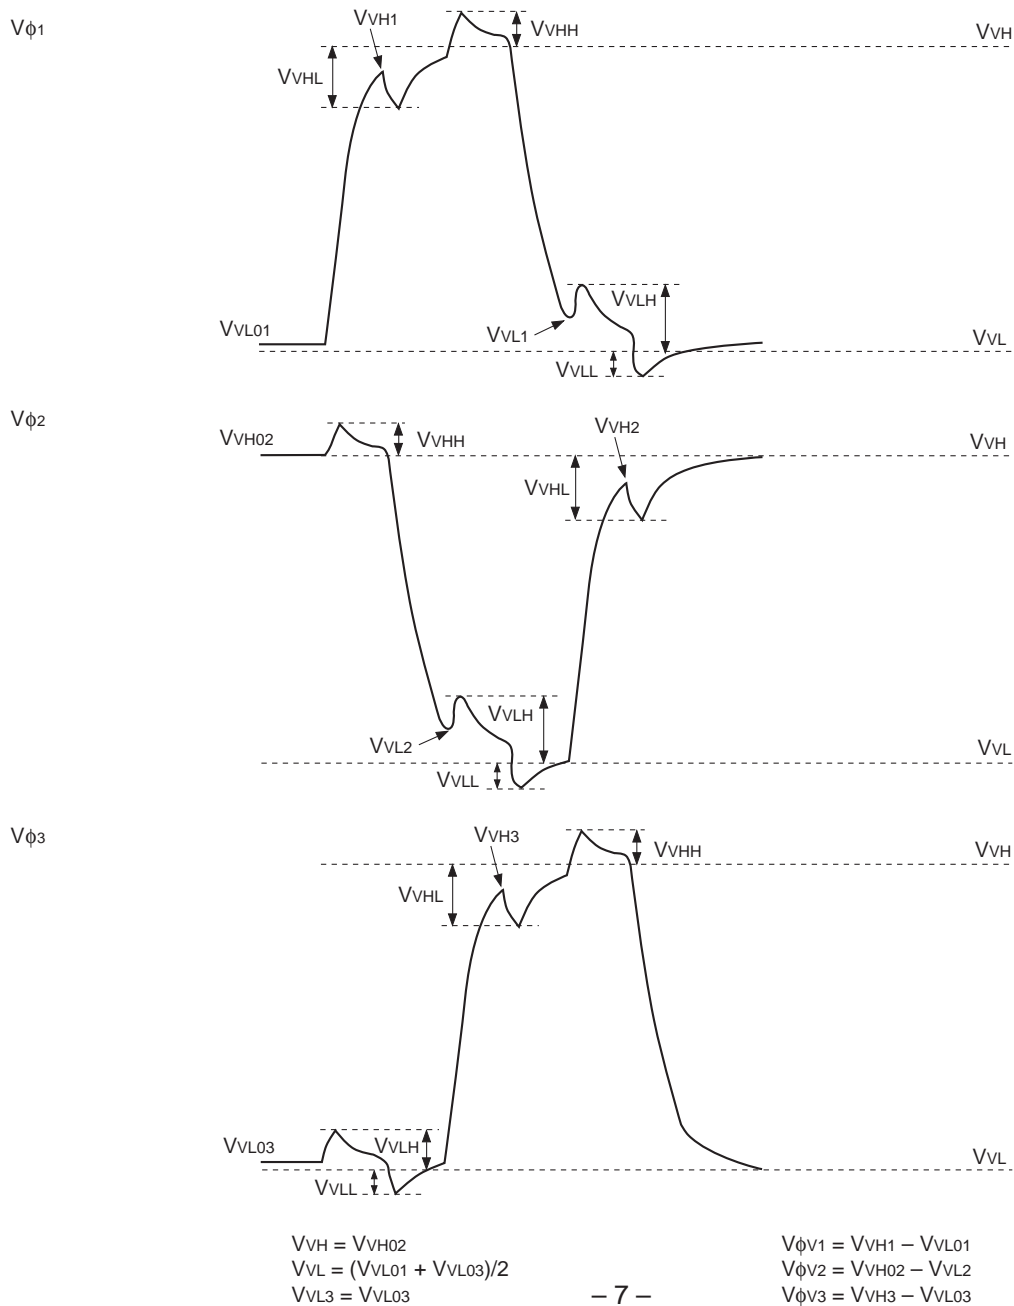 Vϕ1
VVH1
VVHH
VVH
VVHL
VVL01
VVL1
VVLH
VVL
VVLL
Vϕ2
VVH02
VVHH
VVH2
VVH
VVHL
VVLH
VVL2
VVL
VVLL
Vϕ3
VVH3
VVHH
VVH
VVHL
VVL03
VVLH
VVL
VVLL
VVH = VVH02
VVL = (VVL01 + VVL03)/2
VVL3 = VVL03
VϕV1 = VVH1 – VVL01
VϕV2 = VVH02 – VVL2
VϕV3 = VVH3 – VVL03
– 7 –